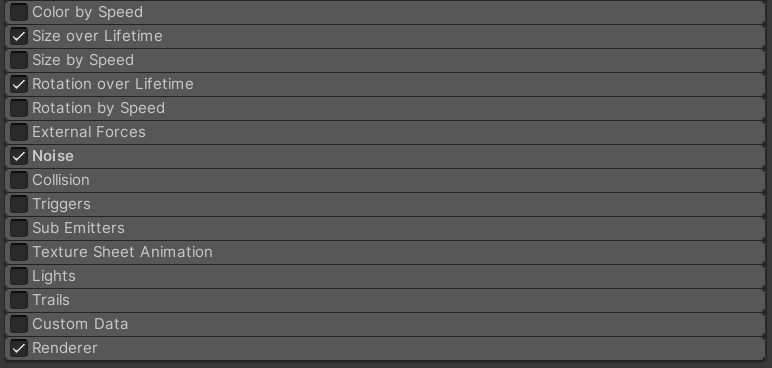 Color by Speed
Size over Lifetime
Size by Speed
Rotation over Lifetime
Rotation by Speed
External Forces
Noise
Collision
Triggers
Sub Emitters
Texture Sheet Animation
Lights
Trails
Custom Data
Renderer